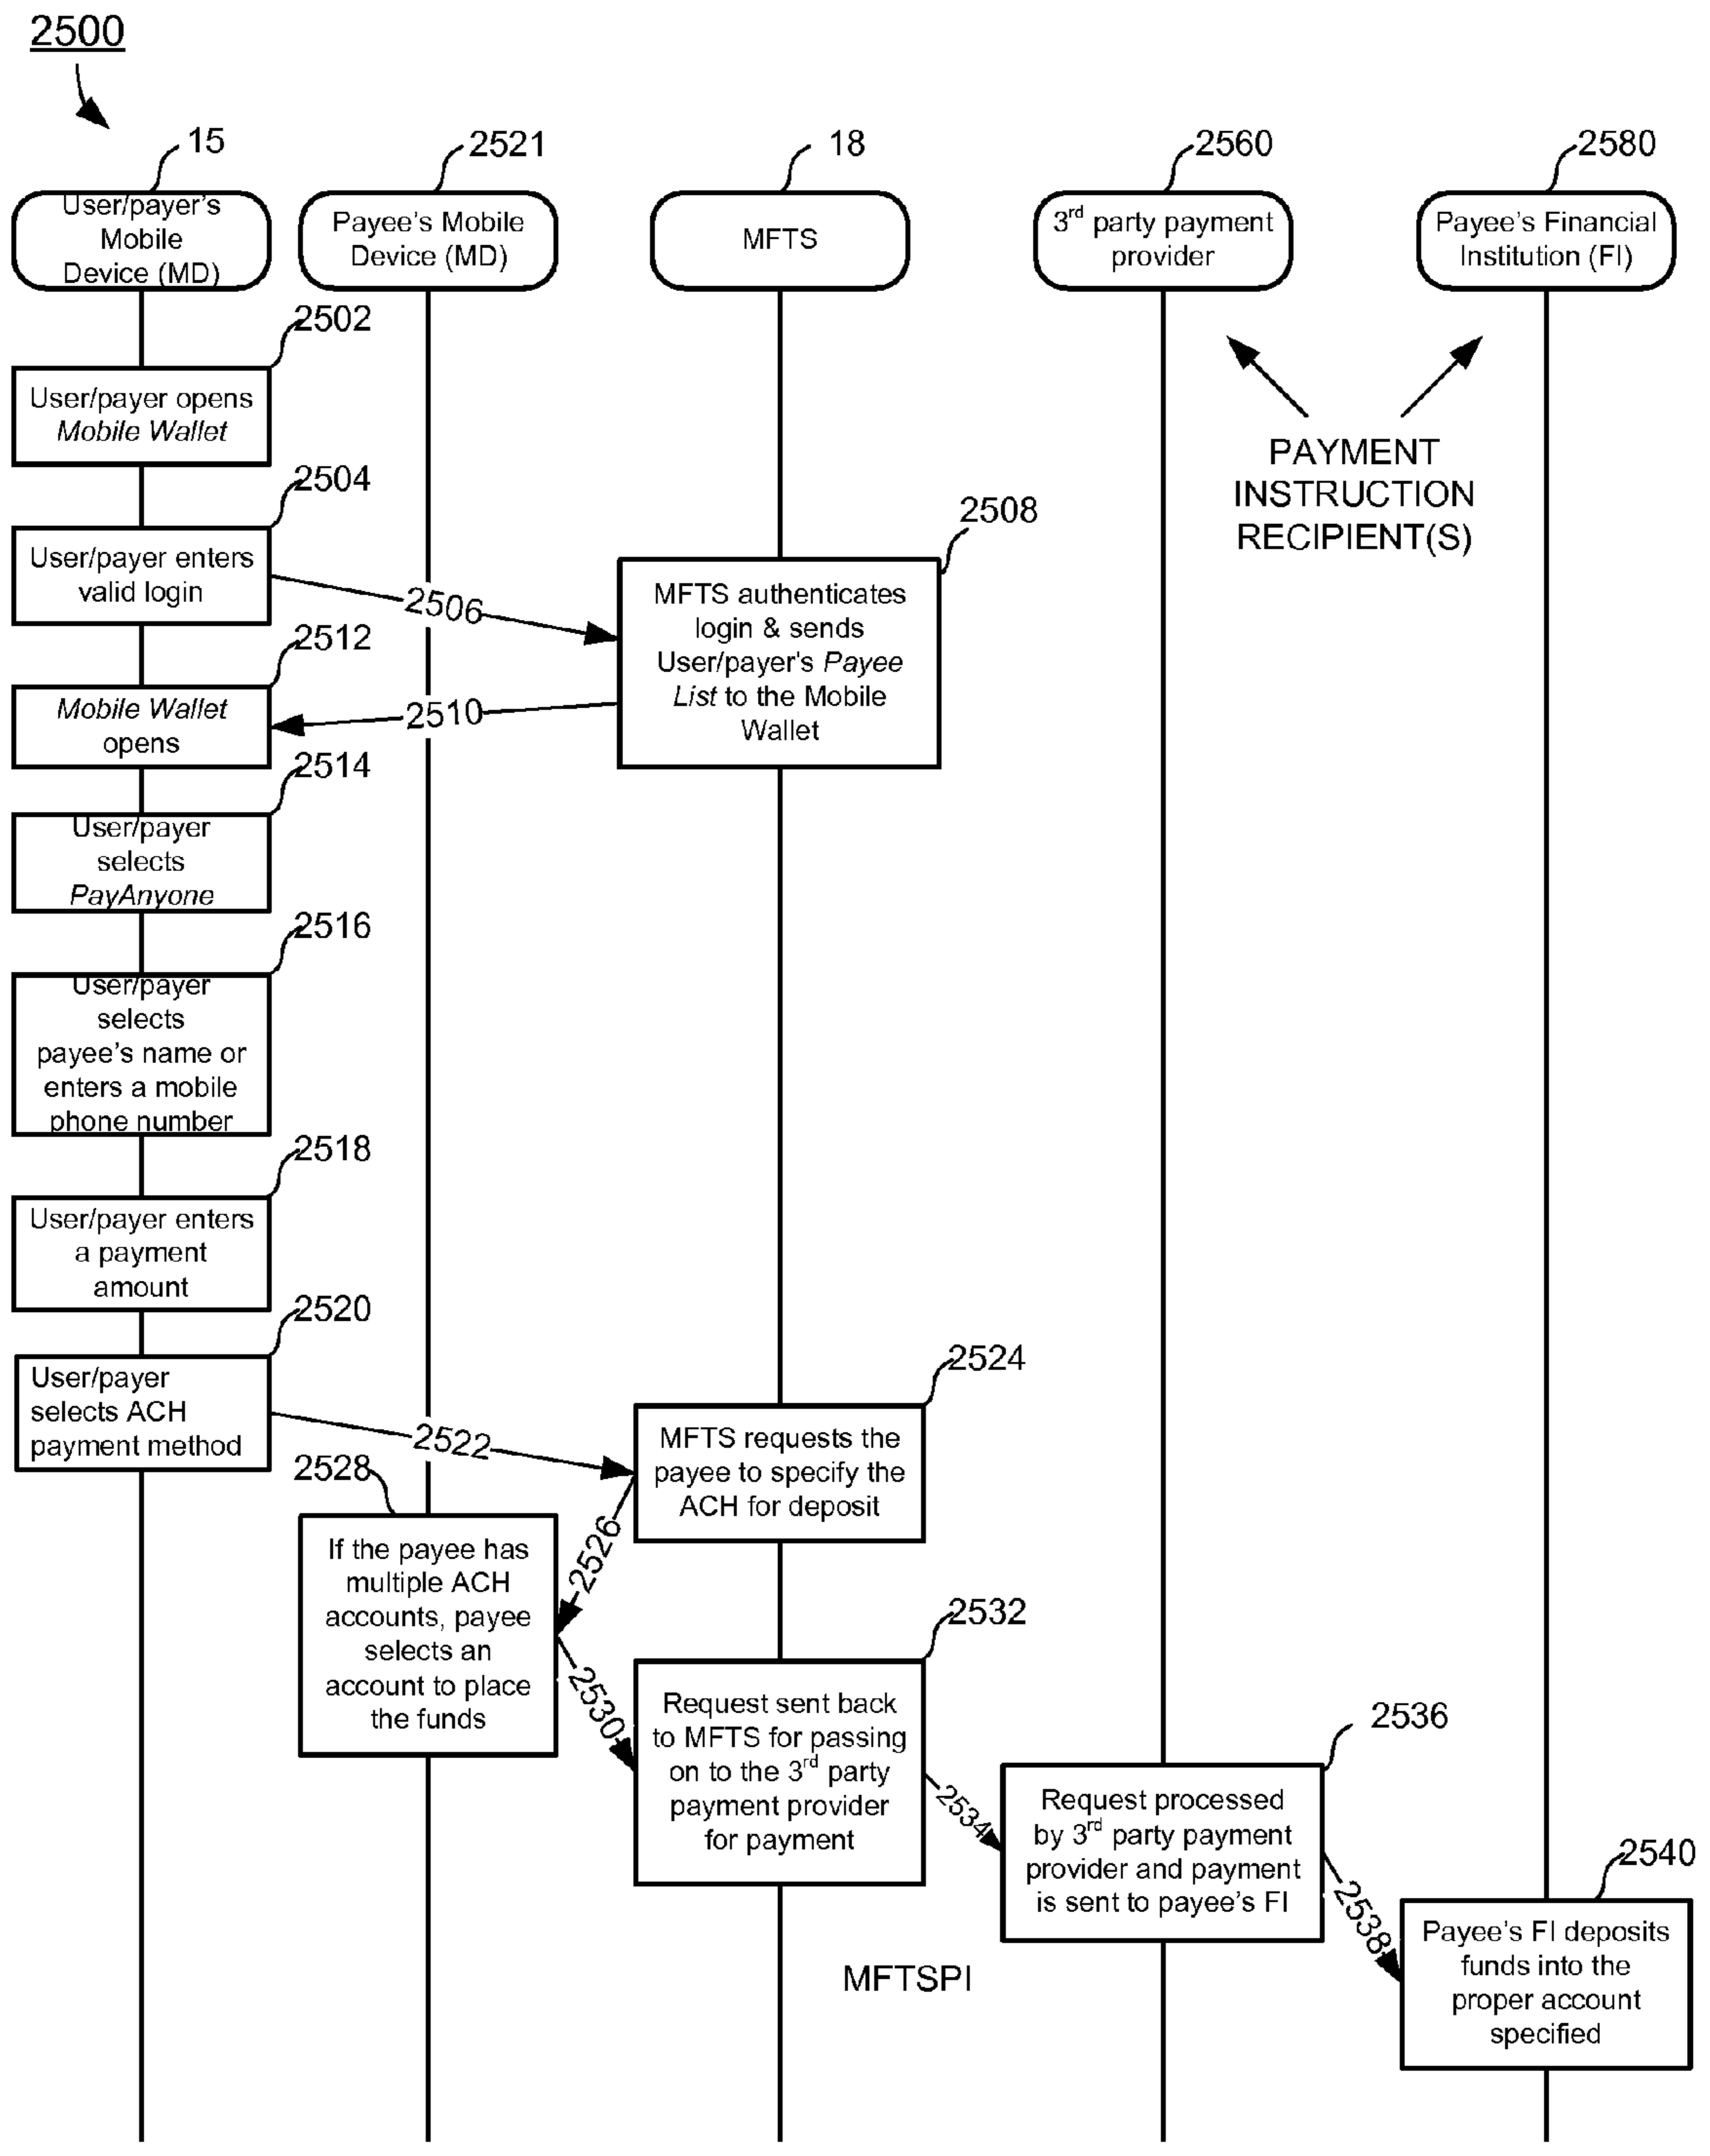 2500
15
2521
18
2560
2580
User/payer's
Mobile
Device (MD)
Payee's Mobile
Device (MD)
MFTS
3rd party payment
provider
Payee's Financial
Institution (FI)
2502
User/payer opens
Mobile Wallet
PAYMENT
INSTRUCTION
RECIPIENT(S)
2504
User/payer enters
valid login
2506
2508
MFTS authenticates
login & sends
User/payer's Payee
List to the Mobile
Wallet
2510
2512
Mobile Wallet
opens
2514
User/payer
selects
PayAnyone
2516
User/payer
selects
payee's name or
enters a mobile
phone number
2518
User/payer enters
a payment
amount
2520
User/payer
selects ACH
payment method
2522
2524
MFTS requests the
payee to specify the
ACH for deposit
2526
2528
If the payee has
multiple ACH
accounts, payee
selects an
account to place
the funds
2530
2532
Request sent back
to MFTS for passing
on to the 3rd party
payment provider
for payment
2534
2536
Request processed
by 3rd party payment
provider and payment
is sent to payee's FI
2538
2540
Payee's FI deposits
funds into the
proper account
specified
MFTSPI